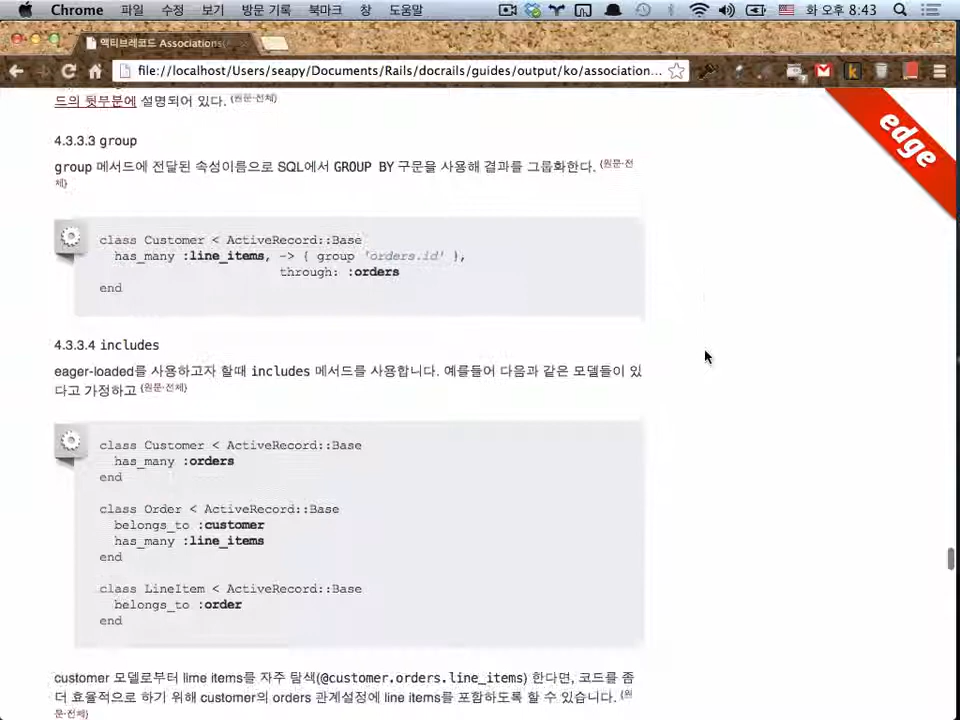 Chrome 파일 수정 보기 방문 기록 북마크 창 도움말 화 오후 8:43
액티브레코드 Associations(
file://localhost/Users/seapy/Documents/Rails/docrails/guides/output/ko/association...
edge
드의 뒷부분에 설명되어 있다. (원문-전체)
4.3.3.3 group
group 메서드에 전달된 속성이름으로 SQL에서 GROUP BY 구문을 사용해 결과를 그룹화한다. (원문-전
체)
class Customer < ActiveRecord::Base
has_many :line_items, -> { group 'orders.id' },
through: :orders
end
4.3.3.4 includes
eager-loaded를 사용하고자 할때 includes 메서드를 사용합니다. 예를들어 다음과 같은 모델들이 있
다고 가정하고 (원문-전체)
class Customer < ActiveRecord::Base
has_many :orders
end
class Order < ActiveRecord::Base
belongs_to :customer
has_many :line_items
end
class LineItem < ActiveRecord::Base
belongs_to :order
end
customer 모델로부터 lime items를 자주 탐색(@customer.orders.line_items) 한다면, 코드를 좀
더 효율적으로 하기 위해 customer의 orders 관계설정에 line items를 포함하도록 할 수 있습니다. (원
문-전체)